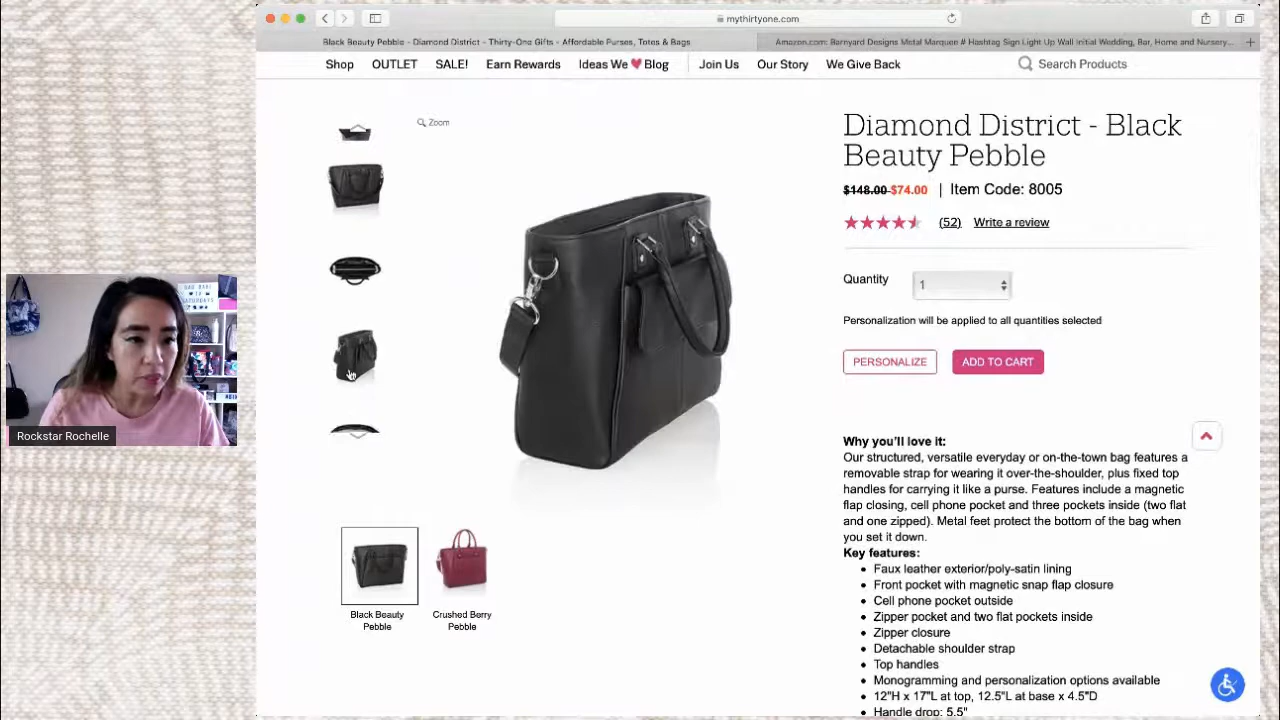 mythirtyone.com
Black Beauty Pebble - Diamond District - Thirty-One Gifts - Affordable Purses, Totes & Bags
Amazon.com: Barnyard Designs Metal Marquee # Hashtag Sign Light Up Wall Initial Wedding, Bar, Home and Nursery...
Shop OUTLET SALE! Earn Rewards Ideas We ❤ Blog Join Us Our Story We Give Back Search Products
Zoom
Diamond District - Black
Beauty Pebble
$148.00 $74.00 | Item Code: 8005
(52) Write a review
Quantity 1
Personalization will be applied to all quantities selected
PERSONALIZE ADD TO CART
Why you'll love it:
Our structured, versatile everyday or on-the-town bag features a
removable strap for wearing it over-the-shoulder, plus fixed top
handles for carrying it like a purse. Features include a magnetic
flap closing, cell phone pocket and three pockets inside (two flat
and one zipped). Metal feet protect the bottom of the bag when
you set it down.
Key features:
• Faux leather exterior/poly-satin lining
• Front pocket with magnetic snap flap closure
• Cell phone pocket outside
• Zipper pocket and two flat pockets inside
• Zipper closure
• Detachable shoulder strap
• Top handles
• Monogramming and personalization options available
• 12"H x 17"L at top, 12.5"L at base x 4.5"D
• Handle drop: 5.5"
Black Beauty
Pebble
Crushed Berry
Pebble
SATURDAYS
Rockstar Rochelle